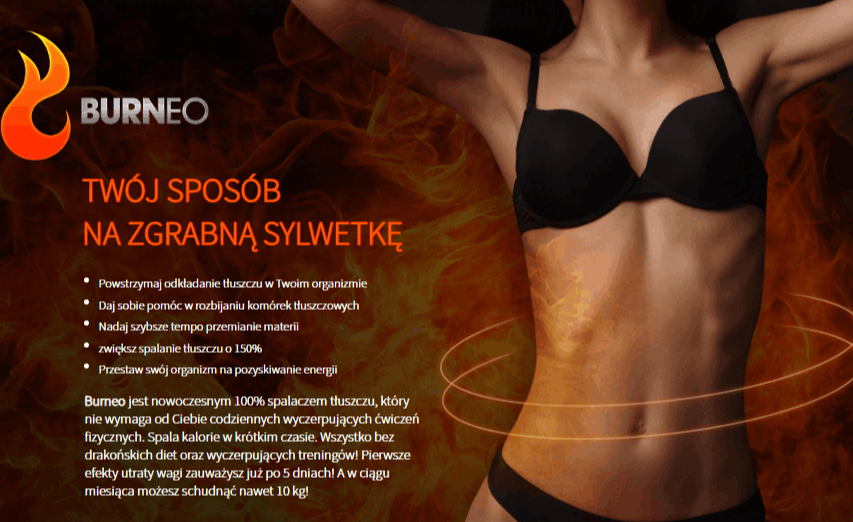 BURNEO
TWÓJ SPOSÓB
NA ZGRABNĄ SYLWETKĘ
Powstrzymaj odkładanie tłuszczu w Twoim organizmie
Daj sobie pomóc w rozbijaniu komórek tłuszczowych
Nadaj szybsze tempo przemianie materii
zwiększ spalanie tłuszczu o 150%
Przestaw swój organizm na pozyskiwanie energii
Burneo jest nowoczesnym 100% spalaczem tłuszczu, który
nie wymaga od Ciebie codziennych wyczerpujących ćwiczeń
fizycznych. Spala kalorie w krótkim czasie. Wszystko bez
drakońskich diet oraz wyczerpujących treningów! Pierwsze
efekty utraty wagi zauważysz już po 5 dniach! A w ciągu
miesiąca możesz schudnąć nawet 10 kg!